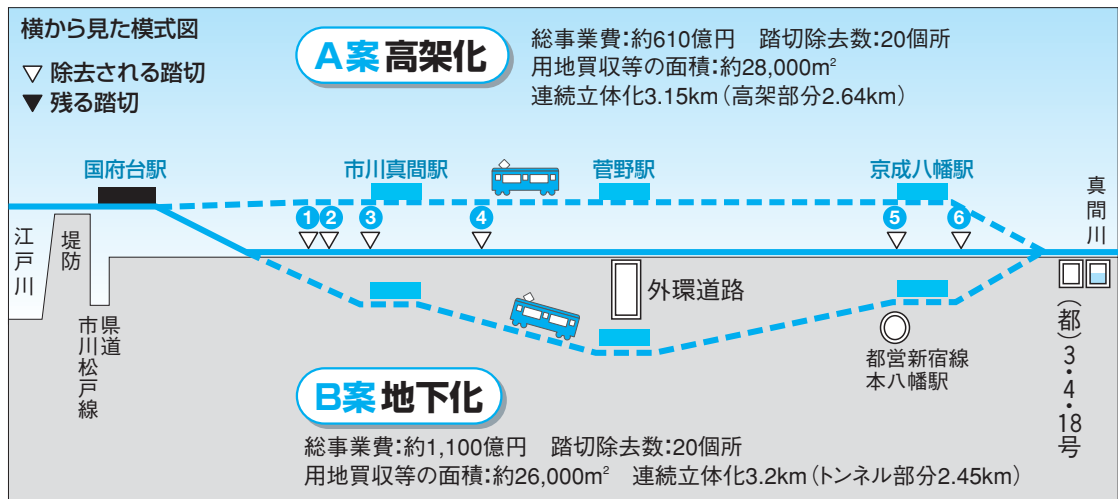 横から見た模式図
▽ 除去される踏切
▼ 残る踏切
A案 高架化
総事業費：約610億円　踏切除去数：20個所
用地買収等の面積：約28,000m²
連続立体化3.15km（高架部分2.64km）
国府台駅
市川真間駅
菅野駅
京成八幡駅
真間川
1
2
3
4
5
6
江戸川
堤防
県道
市川松戸線
外環道路
都営新宿線
本八幡駅
（都）3・4・18号
B案 地下化
総事業費：約1,100億円　踏切除去数：20個所
用地買収等の面積：約26,000m²　連続立体化3.2km（トンネル部分2.45km）